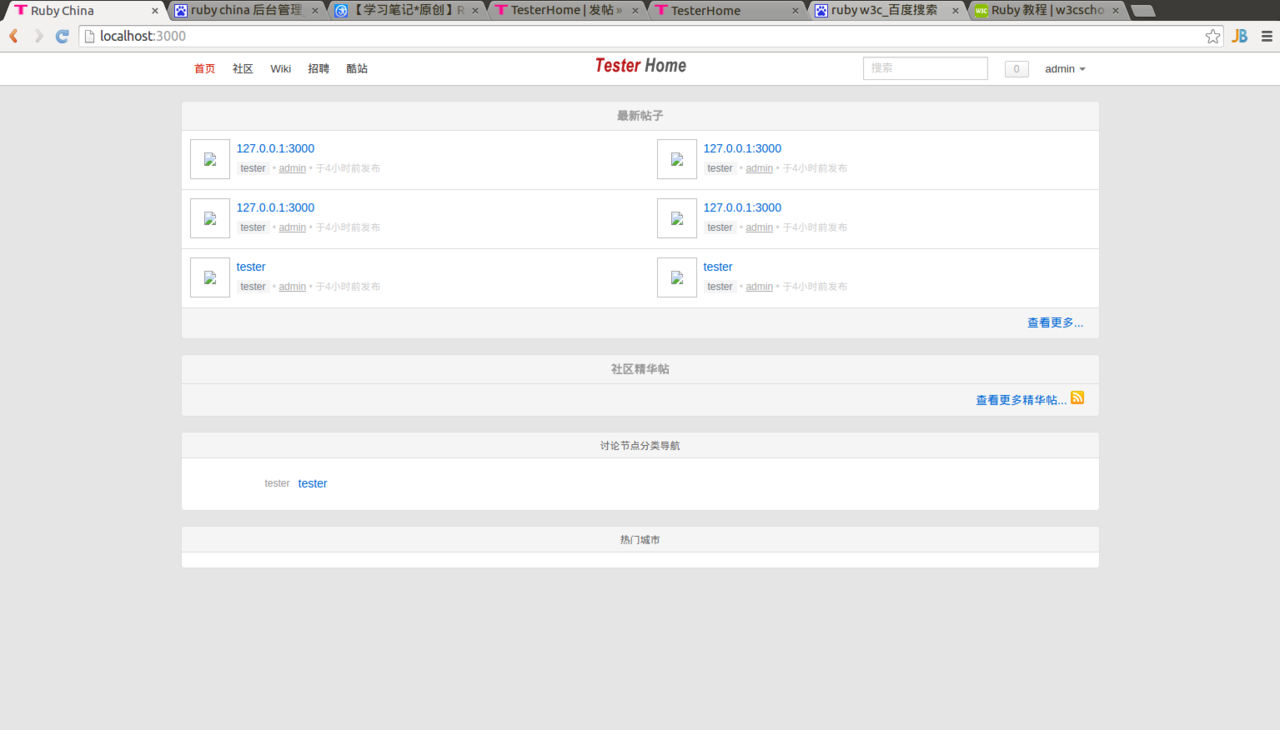 Ruby China
ruby china 后台管理_
【学习笔记*原创】R
TesterHome | 发帖 »
TesterHome
ruby w3c_百度搜索
Ruby 教程 | w3cscho
localhost:3000
首页 社区 Wiki 招聘 酷站 Tester Home 搜索 0 admin
最新帖子
127.0.0.1:3000 127.0.0.1:3000
tester • admin • 于4小时前发布 tester • admin • 于4小时前发布
127.0.0.1:3000 127.0.0.1:3000
tester • admin • 于4小时前发布 tester • admin • 于4小时前发布
tester tester
tester • admin • 于4小时前发布 tester • admin • 于4小时前发布
查看更多...
社区精华帖
查看更多精华帖...
讨论节点分类导航
tester tester
热门城市